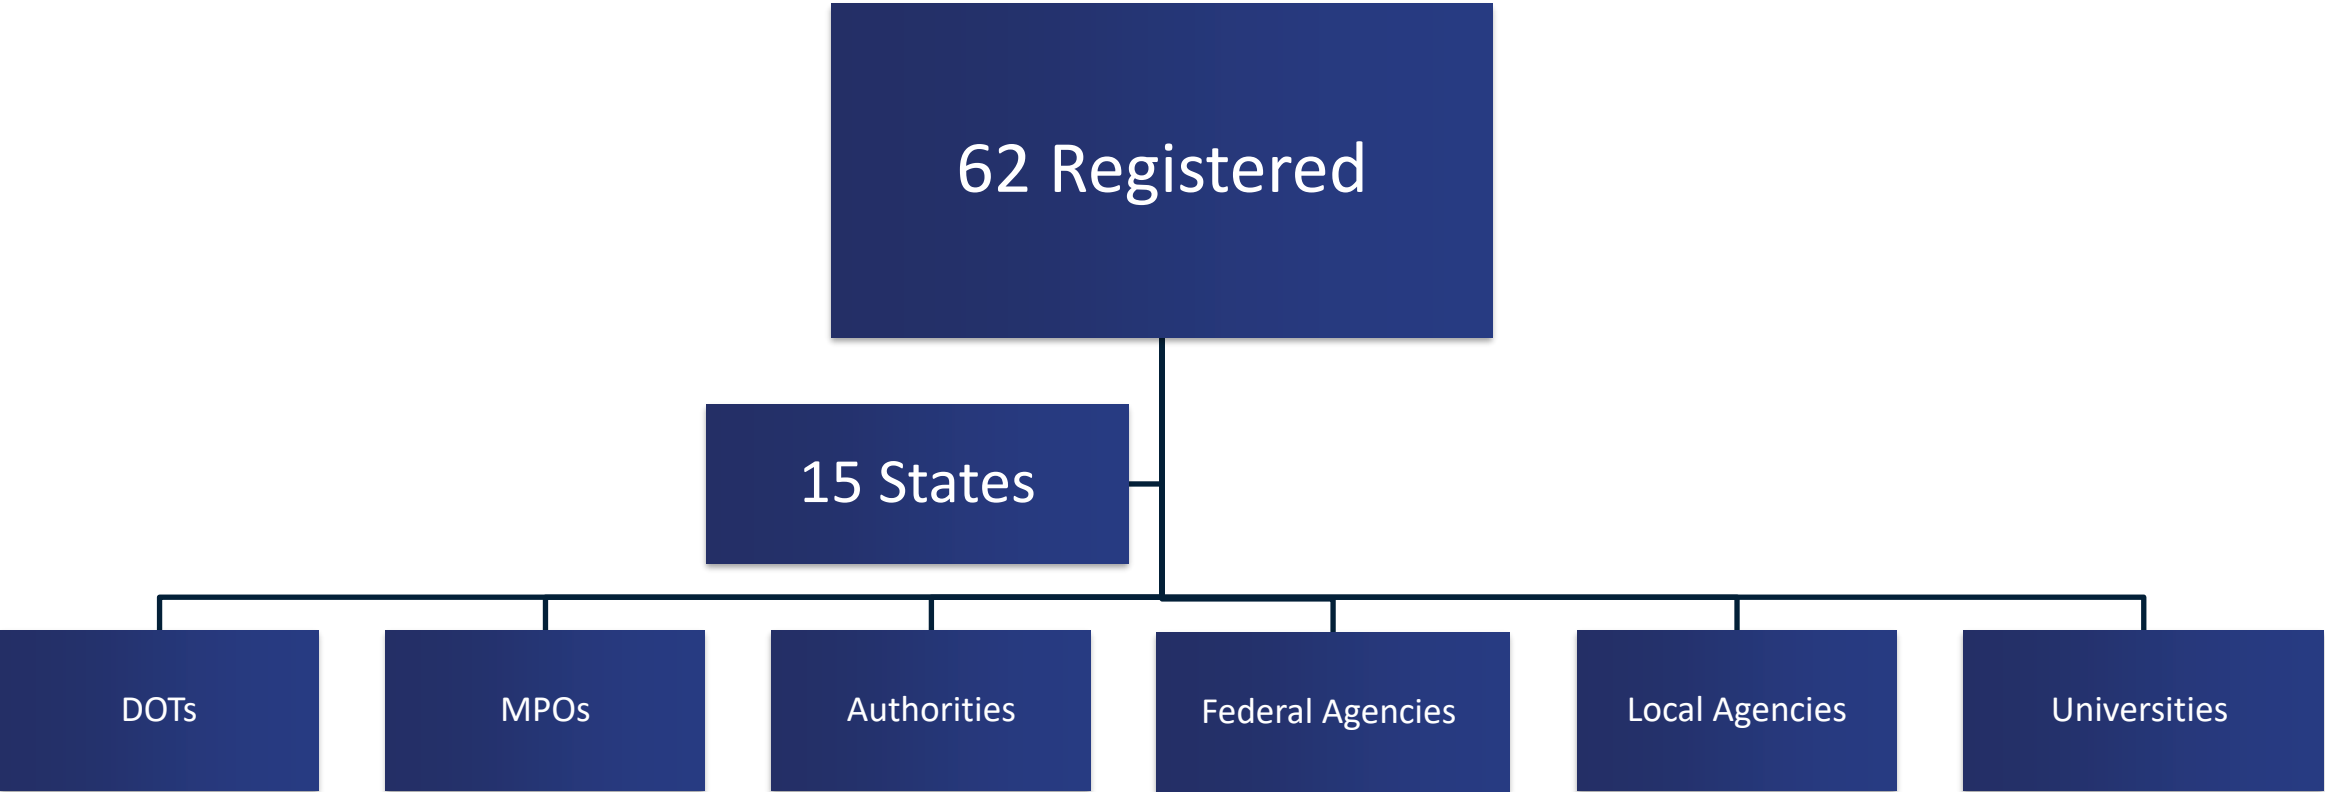 62 Registered
15 States
DOTs
MPOs
Authorities
Federal Agencies
Local Agencies
Universities